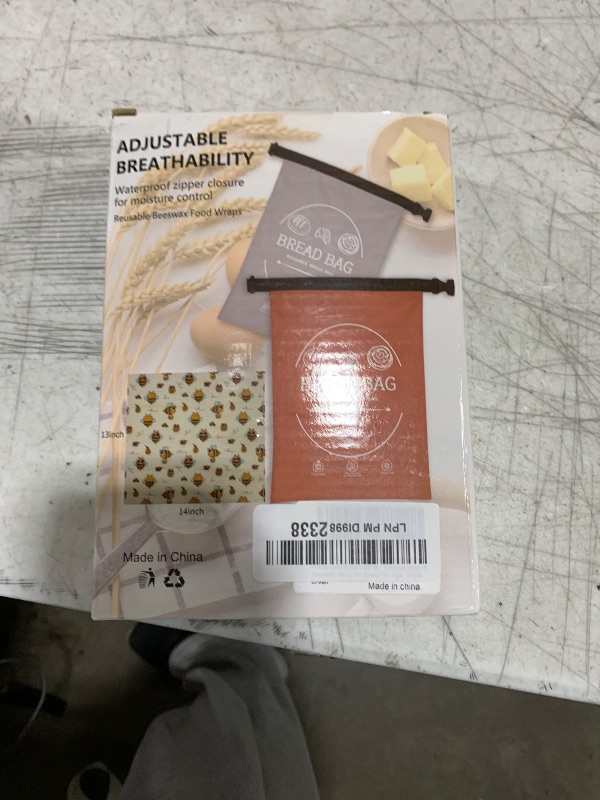 ADJUSTABLE
BREATHABILITY
Waterproof zipper closure
for moisture control
Reusable Beeswax Food Wraps
BREAD BAG
BAG
13inch
14inch
LPN PM DI998 2338
Made in China
Made in china